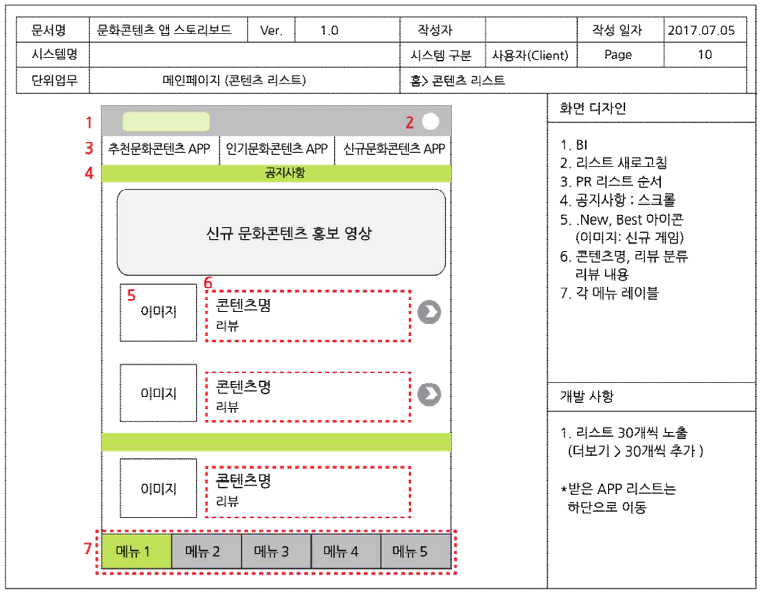 문서명 문화콘텐츠 앱 스토리보드 Ver. 1.0 작성자 작성 일자 2017.07.05
시스템명 시스템 구분 사용자(Client) Page 10
단위업무 메인페이지 (콘텐츠 리스트) 홈> 콘텐츠 리스트
1 2
3 추천문화콘텐츠 APP 인기문화콘텐츠 APP 신규문화콘텐츠 APP
4 공지사항
신규 문화콘텐츠 홍보 영상
5 이미지
6 콘텐츠명
리뷰
이미지 콘텐츠명
리뷰
이미지 콘텐츠명
리뷰
7 메뉴 1 메뉴 2 메뉴 3 메뉴 4 메뉴 5
화면 디자인
1. BI
2. 리스트 새로고침
3. PR 리스트 순서
4. 공지사항 : 스크롤
5. .New, Best 아이콘
(이미지: 신규 게임)
6. 콘텐츠명, 리뷰 분류
리뷰 내용
7. 각 메뉴 레이블
개발 사항
1. 리스트 30개씩 노출
(더보기 > 30개씩 추가 )
*받은 APP 리스트는
하단으로 이동